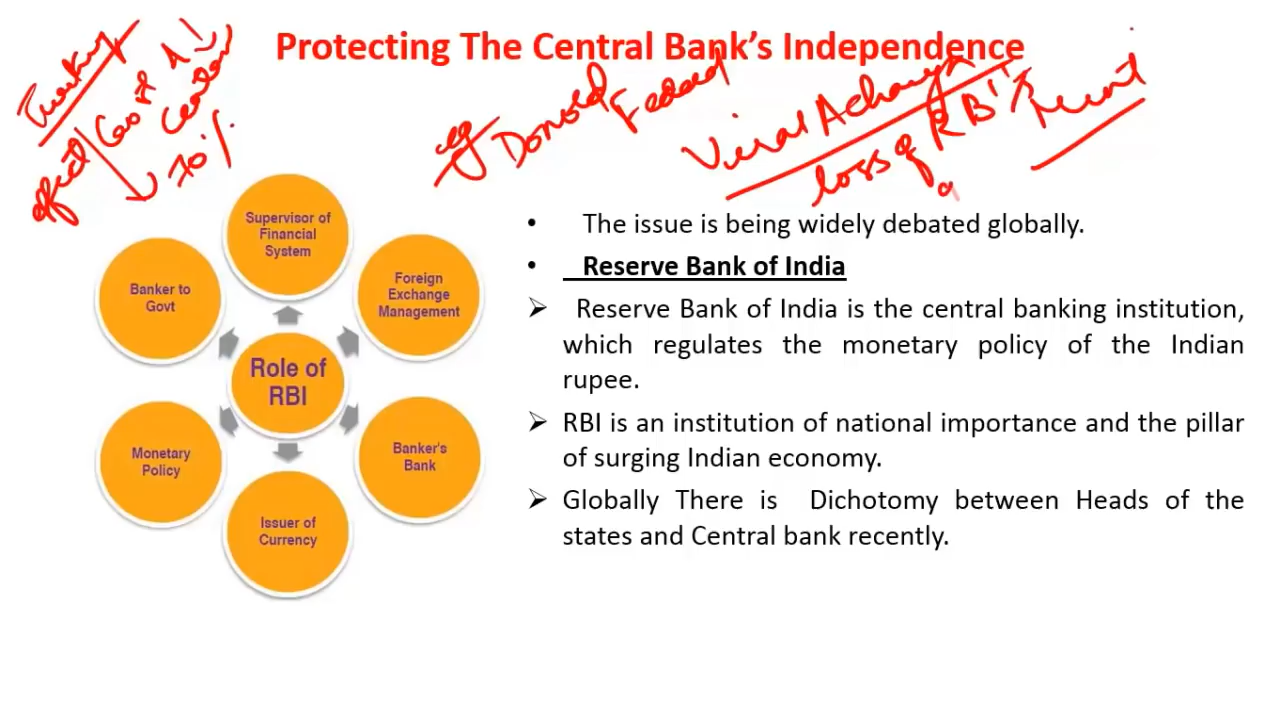 Protecting The Central Bank's Independence
Turkey
effect
Donald
Federal
Viral Acharya
loss of
RBI
70%
Supervisor of
Financial
System
Banker to
Govt
Foreign
Exchange
Management
Role of
RBI
Monetary
Policy
Banker's
Bank
Issuer of
Currency
• The issue is being widely debated globally.
• Reserve Bank of India
➢ Reserve Bank of India is the central banking institution,
which regulates the monetary policy of the Indian
rupee.
➢ RBI is an institution of national importance and the pillar
of surging Indian economy.
➢ Globally There is Dichotomy between Heads of the
states and Central bank recently.